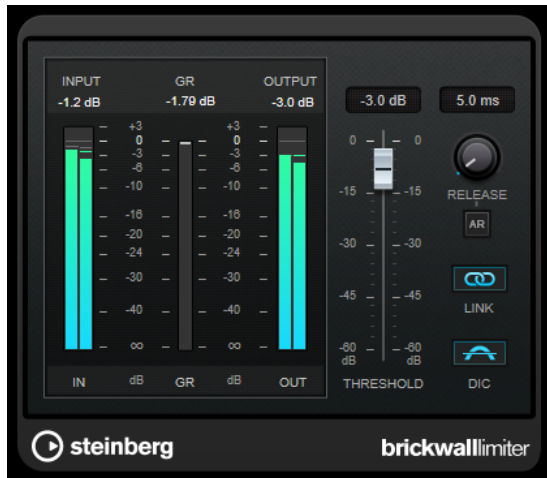 INPUT GR OUTPUT
-1.2 dB -1.79 dB -3.0 dB
-3.0 dB 5.0 ms
+3 +3
0 0
-3 -3
-6 -6
-10 -10
-16 -16
-20 -20
-24 -24
-30 -30
-40 -40
∞ ∞
IN dB GR dB OUT
0 0
-15 -15
-30 -30
-45 -45
-60 -60
dB dB
THRESHOLD
RELEASE
AR
LINK
DIC
steinberg brickwalllimiter